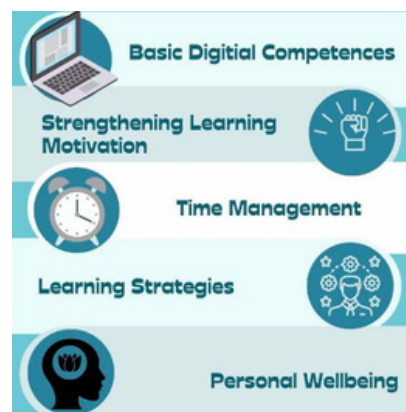 Basic Digitial Competences
Strengthening Learning
Motivation
Time Management
Learning Strategies
Personal Wellbeing